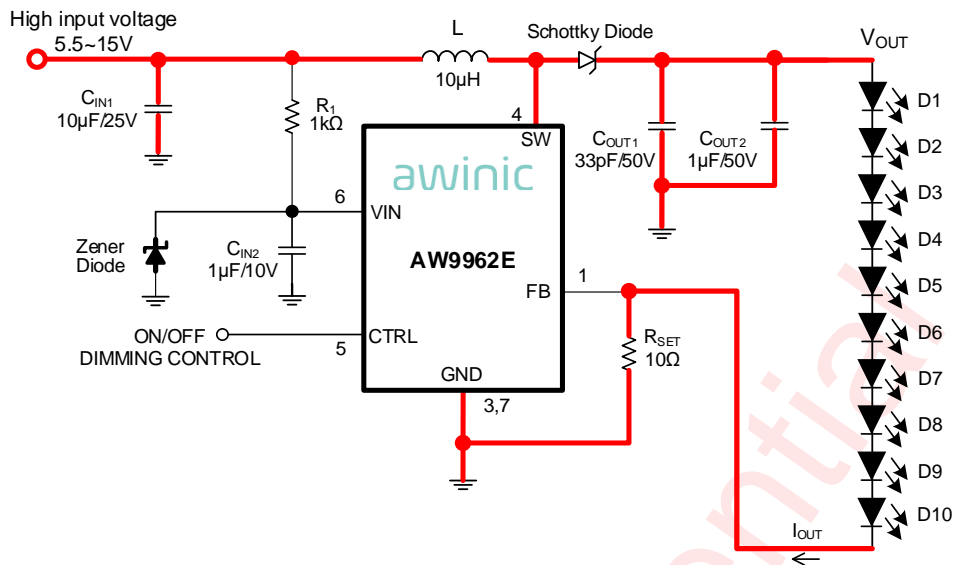 High input voltage
5.5~15V
L
10µH
Schottky Diode
VOUT
CIN1
10µF/25V
R1
1kΩ
4
SW
COUT1
33pF/50V
COUT2
1µF/50V
D1
D2
D3
D4
D5
D6
D7
D8
D9
D10
awinic
6
VIN
Zener
Diode
CIN2
1µF/10V
AW9962E
1
FB
ON/OFF
DIMMING CONTROL
5
CTRL
RSET
10Ω
GND
3,7
IOUT